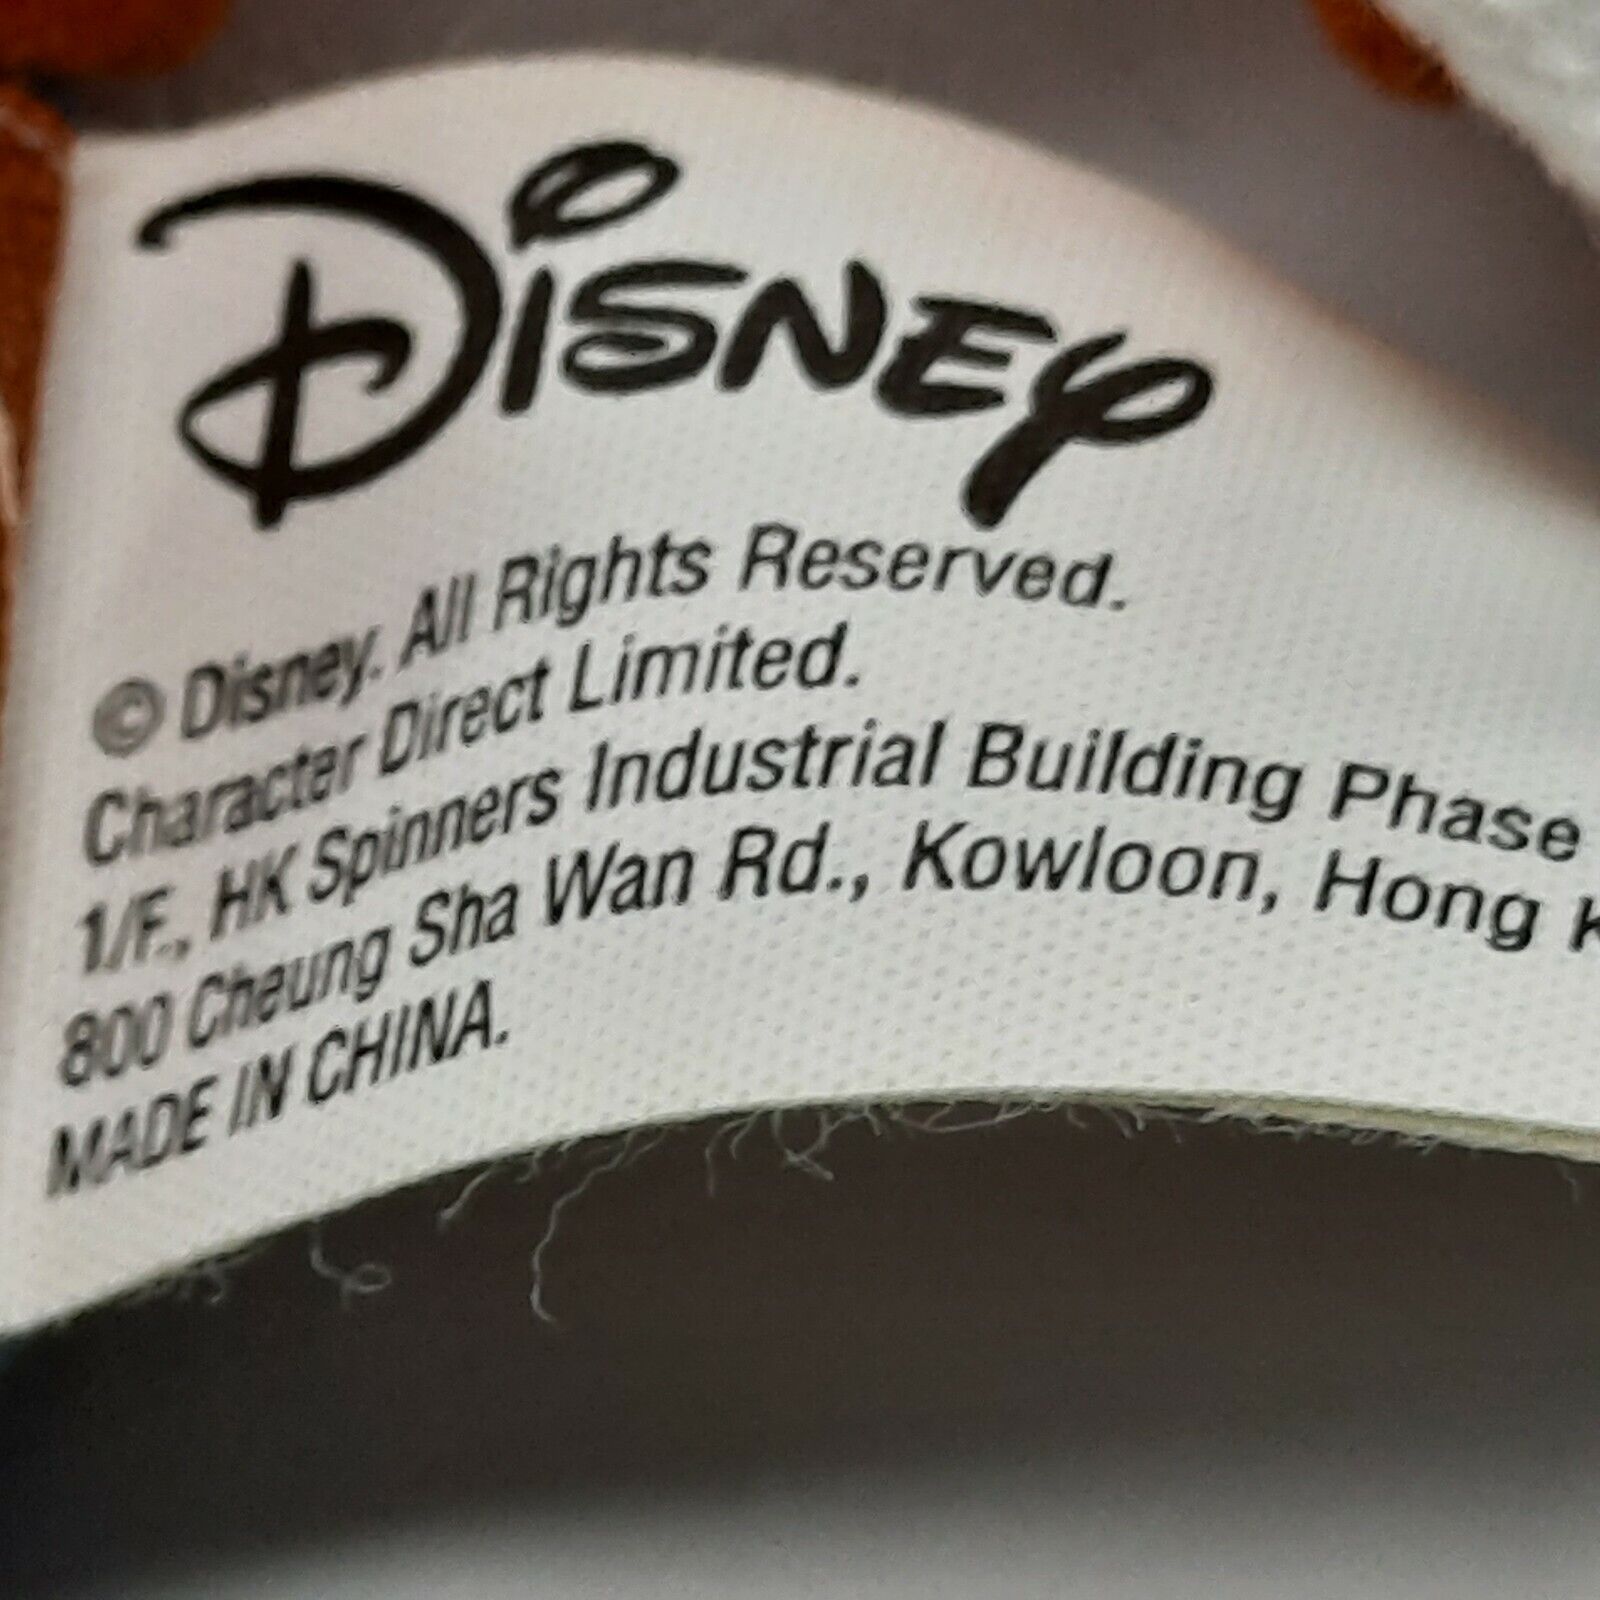 Disney
© Disney. All Rights Reserved.
Character Direct Limited.
1/F., HK Spinners Industrial Building Phase
800 Cheung Sha Wan Rd., Kowloon, Hong
MADE IN CHINA.